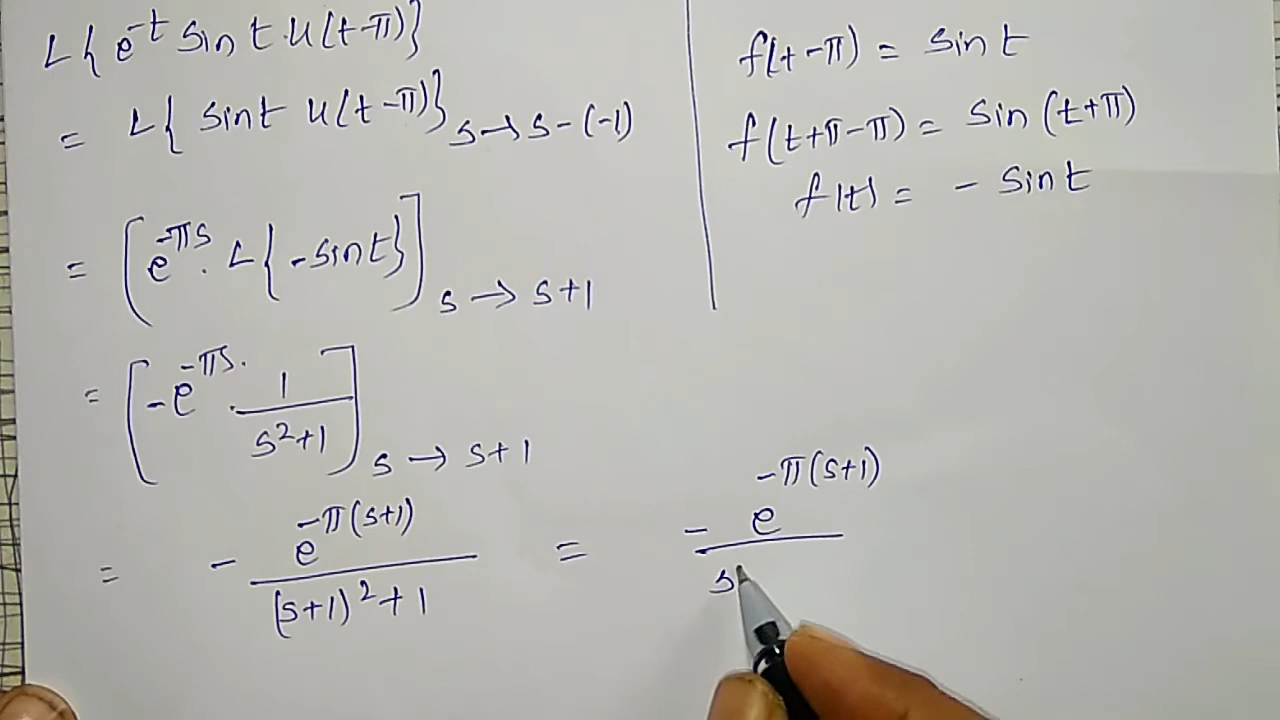 L{e^-t sin t · u(t-π)}
= L{ sin t u(t-π)} s→s-(-1)
= [e^-πs · L{-sin t}] s→s+1
= [-e^-πs · 1/(s²+1)] s→s+1
= - e^-π(s+1)/((s+1)²+1) = - e^-π(s+1)/s
f(t-π) = sin t
f(t+π-π) = sin (t+π)
f(t) = - sin t